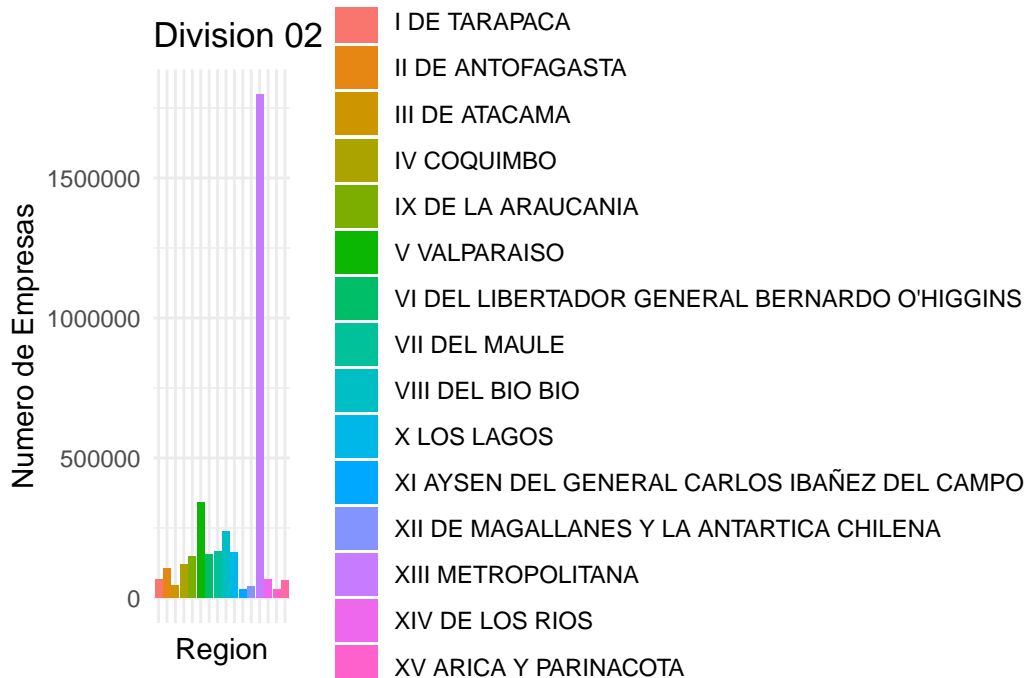 Division 02
Numero de Empresas
1500000
1000000
500000
0
Region
I DE TARAPACA
II DE ANTOFAGASTA
III DE ATACAMA
IV COQUIMBO
IX DE LA ARAUCANIA
V VALPARAISO
VI DEL LIBERTADOR GENERAL BERNARDO O'HIGGINS
VII DEL MAULE
VIII DEL BIO BIO
X LOS LAGOS
XI AYSEN DEL GENERAL CARLOS IBAÑEZ DEL CAMPO
XII DE MAGALLANES Y LA ANTARTICA CHILENA
XIII METROPOLITANA
XIV DE LOS RIOS
XV ARICA Y PARINACOTA